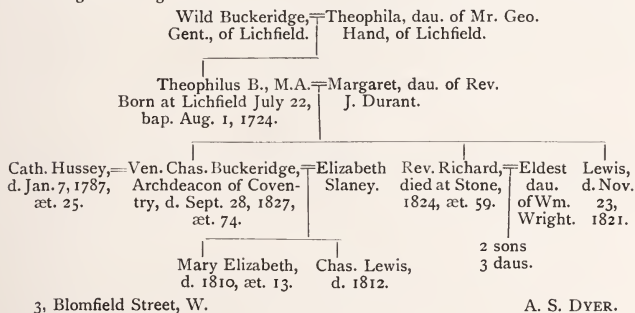 Wild Buckeridge,=Theophila, dau. of Mr. Geo.
Gent., of Lichfield. Hand, of Lichfield.
Theophilus B., M.A.=Margaret, dau. of Rev.
Born at Lichfield July 22, J. Durant.
bap. Aug. 1, 1724.
Cath. Hussey,=Ven. Chas. Buckeridge,=Elizabeth Rev. Richard,=Eldest Lewis,
d. Jan. 7, 1787, Archdeacon of Coven- Slaney. died at Stone, dau. d. Nov.
æt. 25. try, d. Sept. 28, 1827, 1824, æt. 59. of Wm. 23,
æt. 74. Wright. 1821.
2 sons
Mary Elizabeth, Chas. Lewis, 3 daus.
d. 1810, æt. 13. d. 1812.
3, Blomfield Street, W. A. S. DYER.